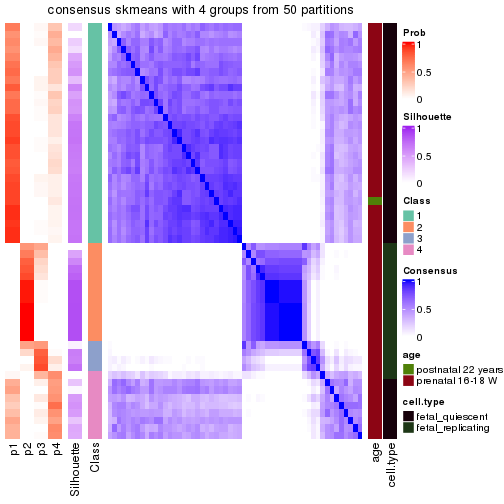 consensus skmeans with 4 groups from 50 partitions
Prob
1
0.5
0
Silhouette
1
0.5
0
Class
1
2
3
4
Consensus
1
0.5
0
age
postnatal 22 years
prenatal 16-18 W
cell.type
fetal_quiescent
fetal_replicating
p1
p2
p3
p4
Silhouette
Class
age
cell.type